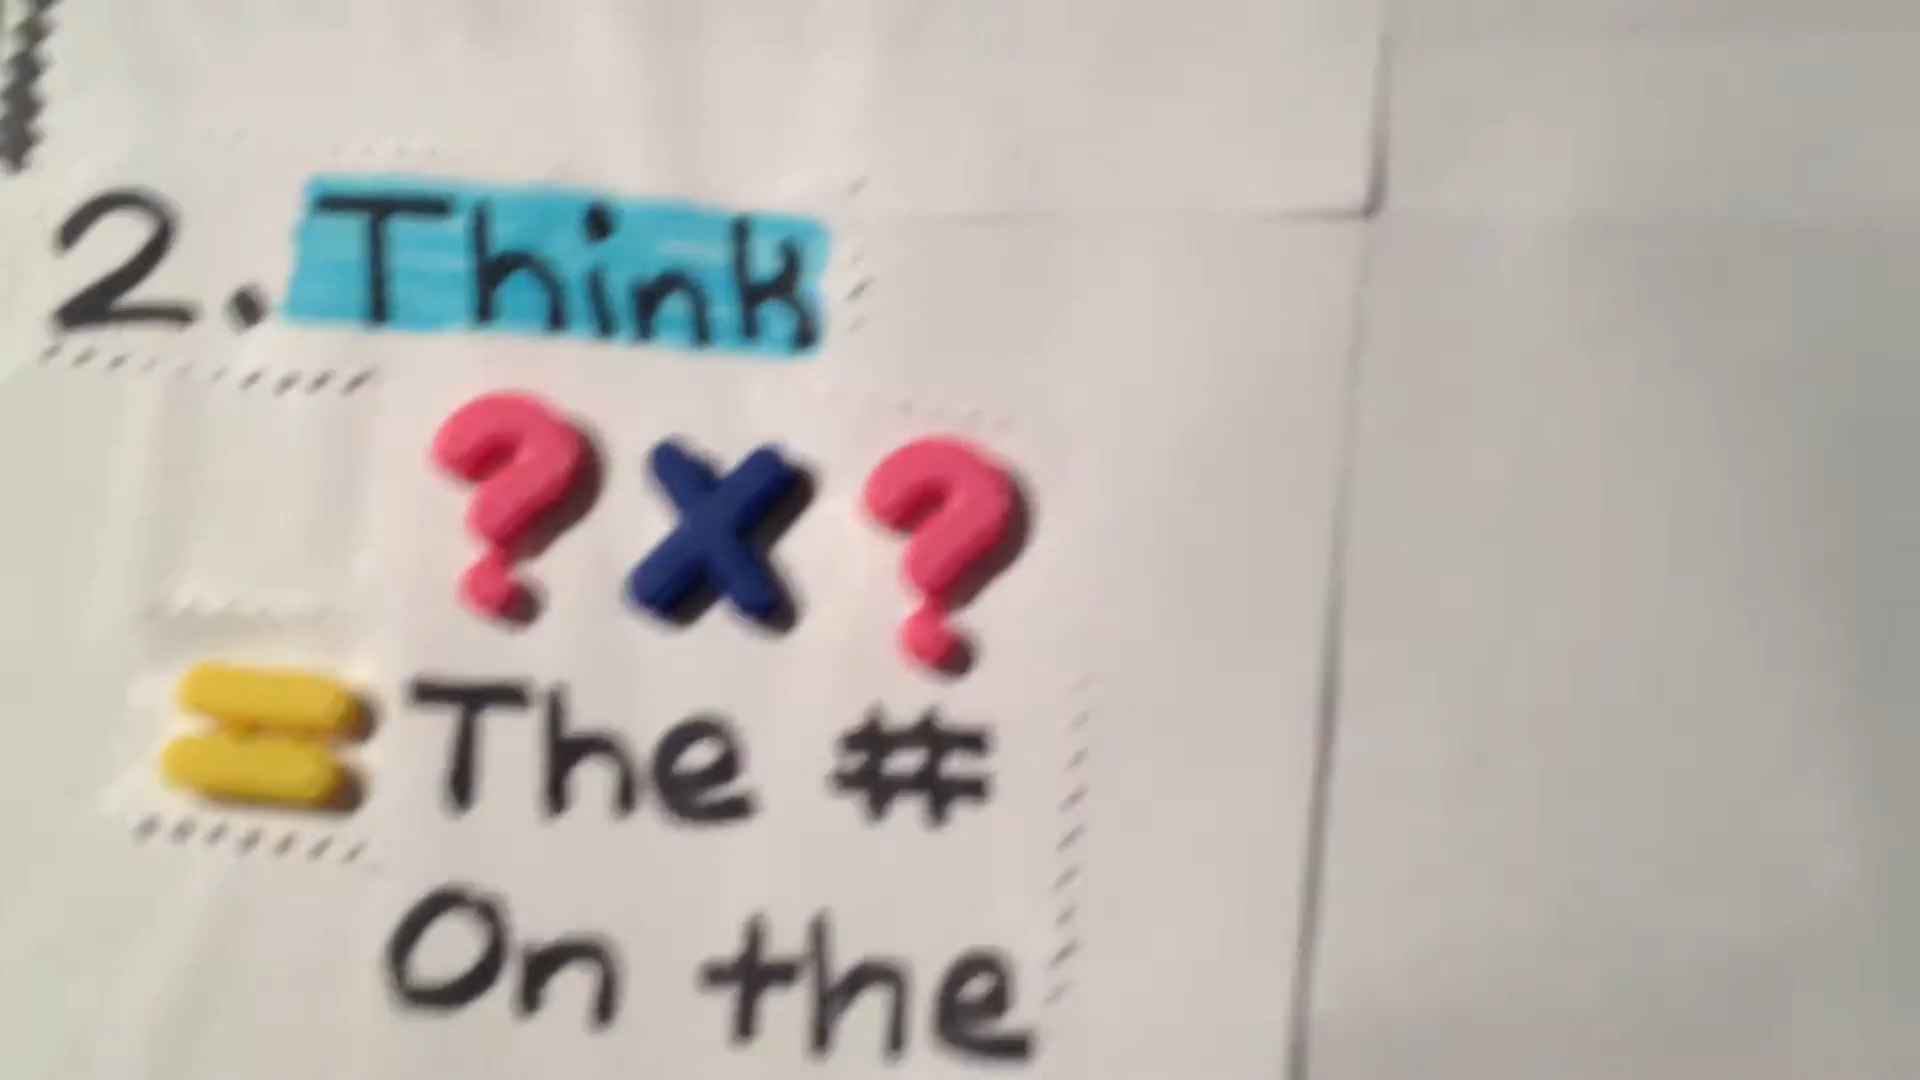 2. Think
? x ?
= The #
On the